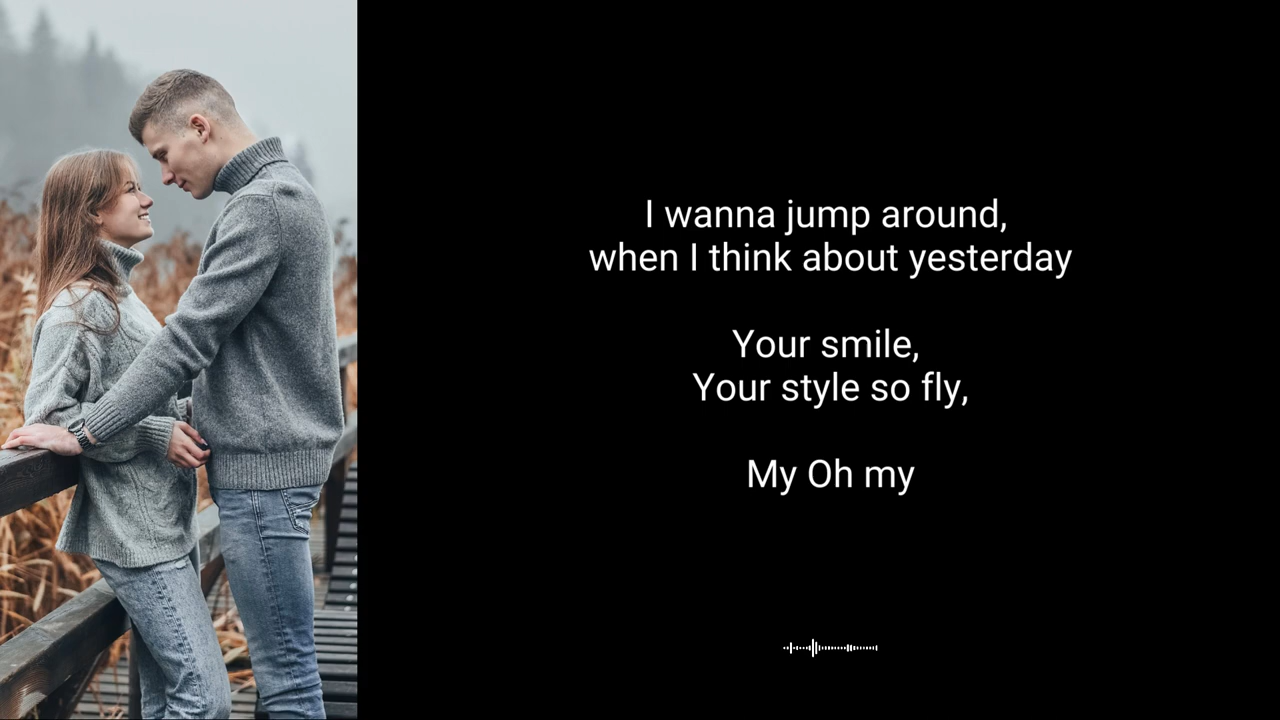 I wanna jump around,
when I think about yesterday
Your smile,
Your style so fly,
My Oh my